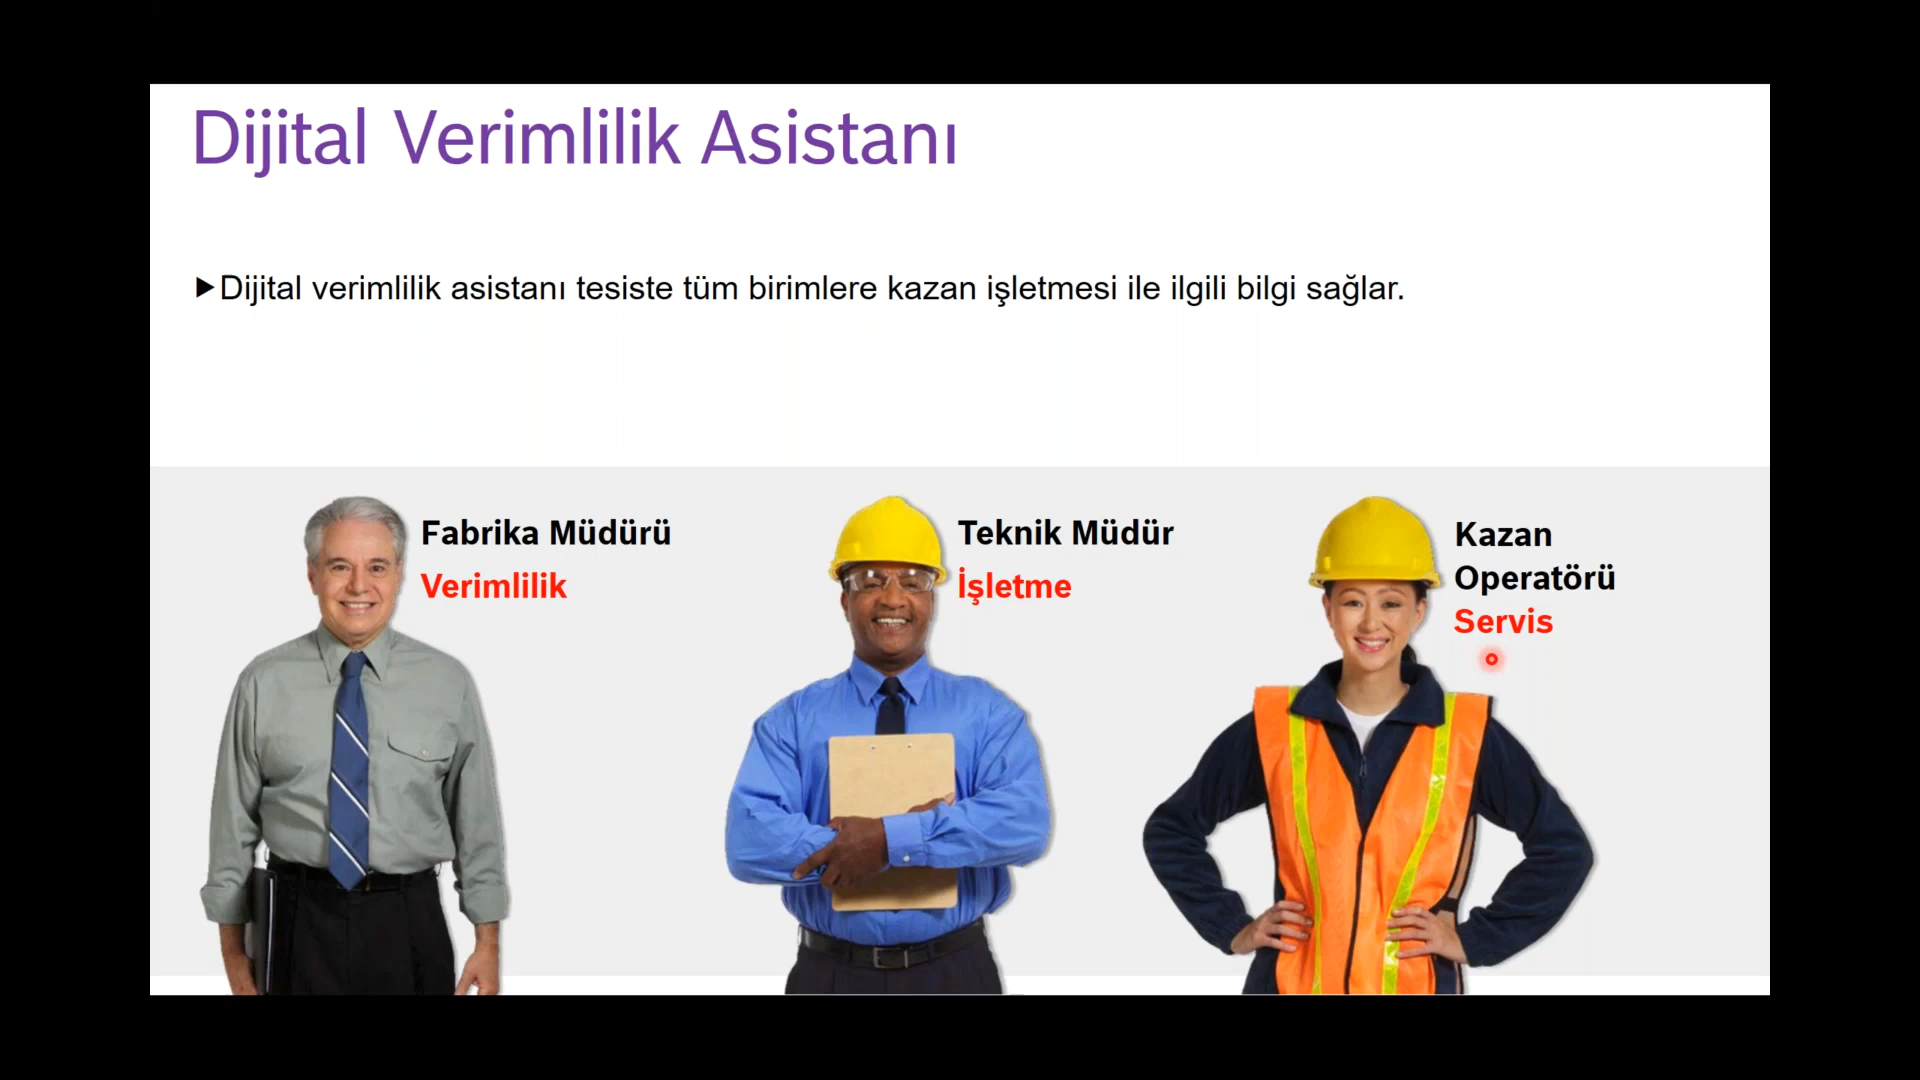 Dijital Verimlilik Asistanı
▶Dijital verimlilik asistanı tesiste tüm birimlere kazan işletmesi ile ilgili bilgi sağlar.
Fabrika Müdürü
Verimlilik
Teknik Müdür
İşletme
Kazan
Operatörü
Servis